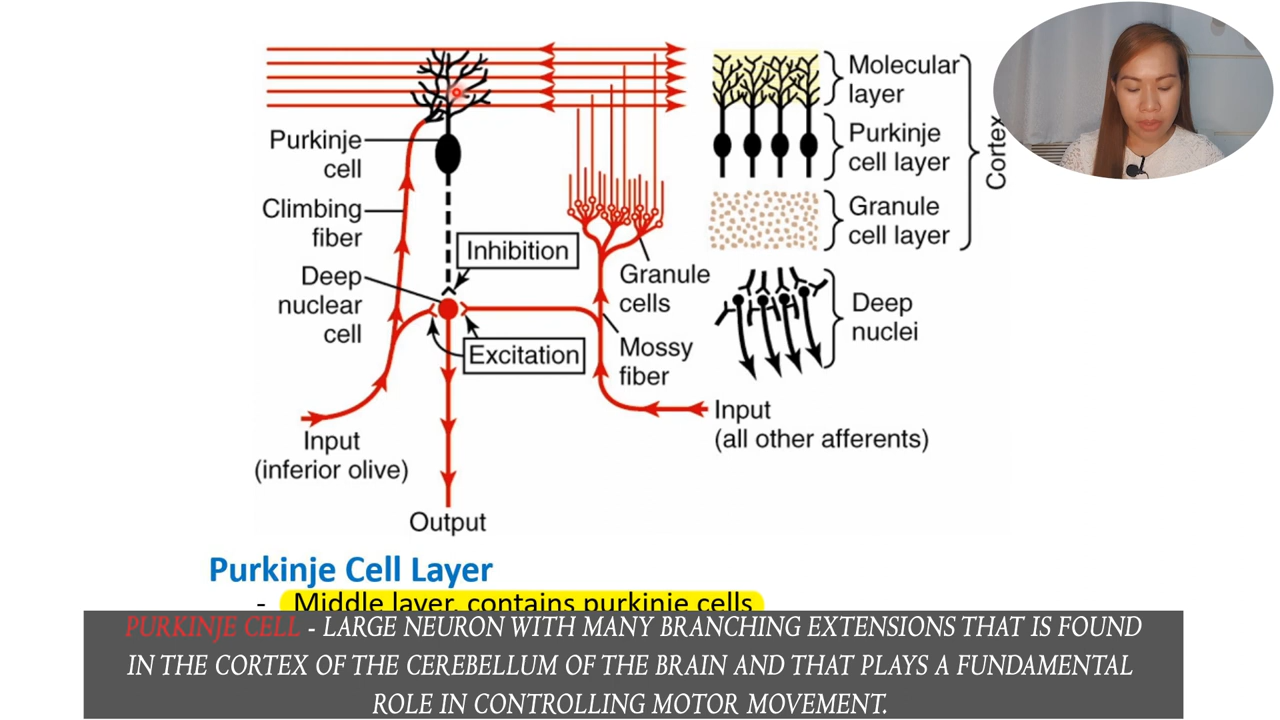 Purkinje
cell
Climbing
fiber
Deep
nuclear
cell
Inhibition
Excitation
Granule
cells
Mossy
fiber
Input
(inferior olive)
Input
(all other afferents)
Output
Molecular
layer
Purkinje
cell layer
Granule
cell layer
Deep
nuclei
Cortex
Purkinje Cell Layer
- Middle layer, contains purkinje cells
PURKINJE CELL - LARGE NEURON WITH MANY BRANCHING EXTENSIONS THAT IS FOUND
IN THE CORTEX OF THE CEREBELLUM OF THE BRAIN AND THAT PLAYS A FUNDAMENTAL
ROLE IN CONTROLLING MOTOR MOVEMENT.